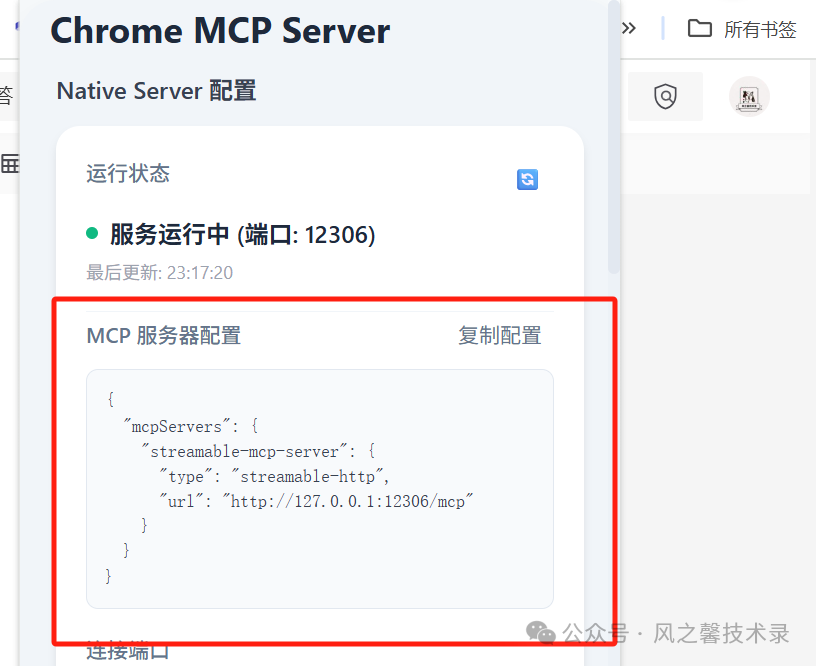 Chrome MCP Server
»
所有书签
Native Server 配置
答
运行状态
服务运行中 (端口: 12306)
最后更新: 23:17:20
MCP 服务器配置
复制配置
{
"mcpServers": {
"streamable-mcp-server": {
"type": "streamable-http",
"url": "http://127.0.0.1:12306/mcp"
}
}
}
公众号 · 风之馨技术录
连接端口